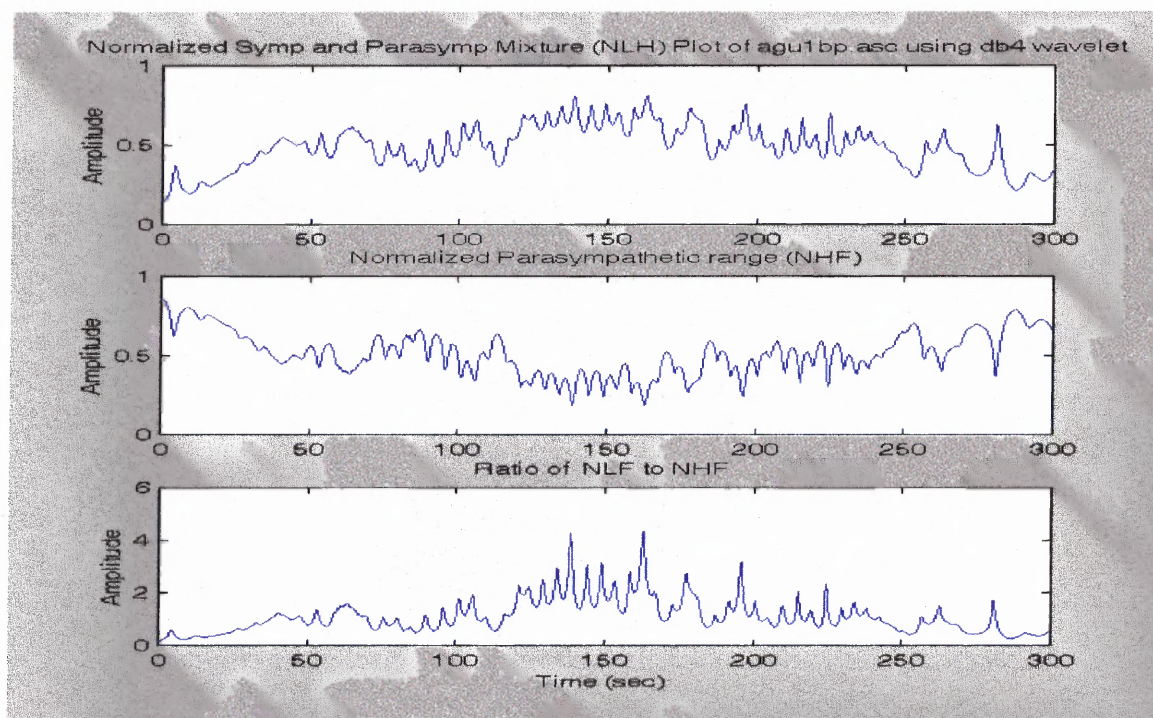 Normalized Symp and Parasymp Mixture (NLH) Plot of agu1bp.asc using db4 wavelet
1
0.5
0
Amplitude
0 50 100 150 200 250 300
Normalized Parasympathetic range (NHF)
1
0.5
0
Amplitude
0 50 100 150 200 250 300
Ratio of NLF to NHF
6
4
2
0
Amplitude
0 50 100 150 200 250 300
Time (sec)